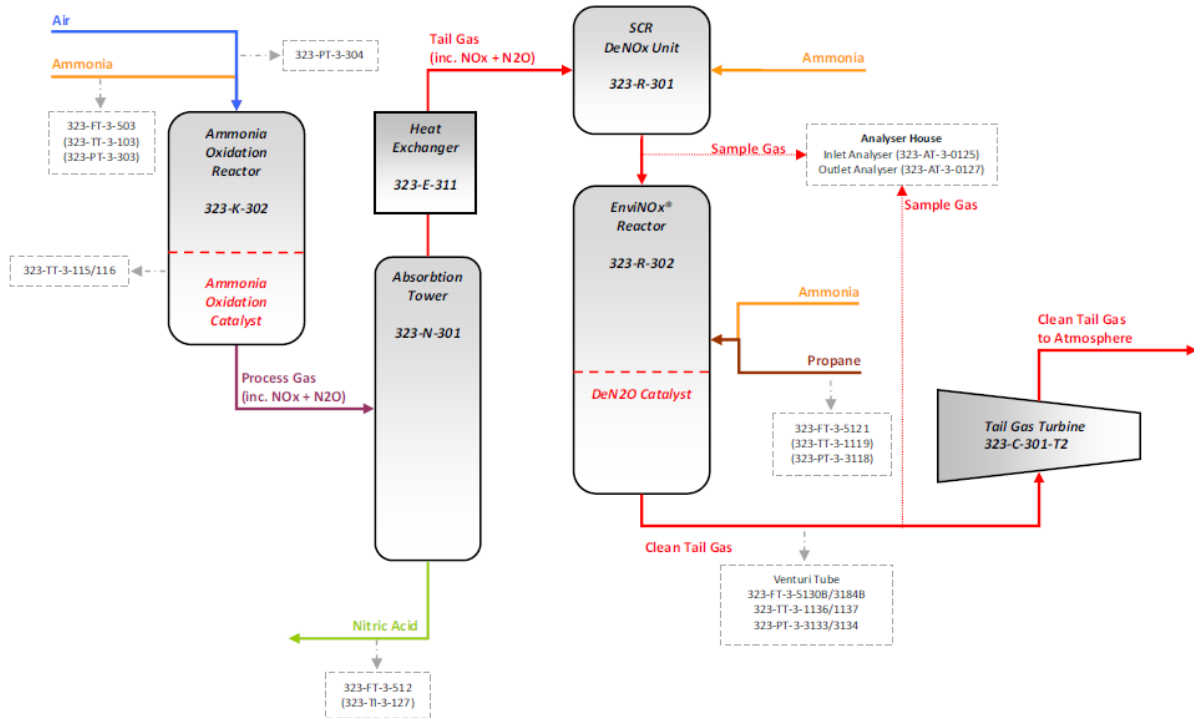 Air
323-PT-3-304
Ammonia
323-FT-3-503
(323-TT-3-103)
(323-PT-3-303)
Ammonia
Oxidation
Reactor
323-K-302
323-TT-3-115/116
Ammonia
Oxidation
Catalyst
Process Gas
(inc. NOx + N2O)
Tail Gas
(inc. NOx + N2O)
Heat
Exchanger
323-E-311
Absorbtion
Tower
323-N-301
Nitric Acid
323-FT-3-512
(323-TI-3-127)
SCR
DeNOx Unit
323-R-301
Ammonia
Sample Gas
Analyser House
Inlet Analyser (323-AT-3-0125)
Outlet Analyser (323-AT-3-0127)
Sample Gas
EnviNOx®
Reactor
323-R-302
Ammonia
Propane
DeN2O Catalyst
323-FT-3-5121
(323-TT-3-1119)
(323-PT-3-3118)
Clean Tail Gas
to Atmosphere
Tail Gas Turbine
323-C-301-T2
Clean Tail Gas
Venturi Tube
323-FT-3-5130B/3184B
323-TT-3-1136/1137
323-PT-3-3133/3134